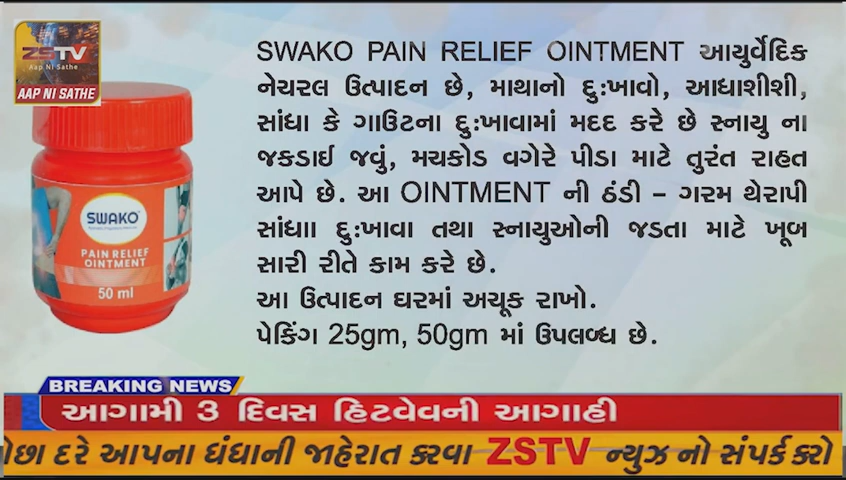 ZSTV
Aap Ni Sathe
AAP NI SATHE
SWAKO PAIN RELIEF OINTMENT આયુર્વેદિક
નેચરલ ઉત્પાદન છે, માથાનો દુઃખાવો, આધાશીશી,
સાંધા કે ગાઉટના દુઃખાવામાં મદદ કરે છે સ્નાયુ ના
જકડાઈ જવું, મચકોડ વગેરે પીડા માટે તુરંત રાહત
આપે છે. આ OINTMENT ની ઠંડી – ગરમ થેરાપી
સાંધાા દુઃખાવા તથા સ્નાયુઓની જડતા માટે ખૂબ
સારી રીતે કામ કરે છે.
આ ઉત્પાદન ઘરમાં અચૂક રાખો.
પેકિંગ 25gm, 50gm માં ઉપલબ્ધ છે.
SWAKO
PAIN RELIEF
OINTMENT
50 ml
BREAKING NEWS
આગામી 3 દિવસ હિટવેવની આગાહી
ોછા દરે આપના ધંધાની જાહેરાત કરવા ZSTV ન્યુઝ નો સંપર્ક કરો